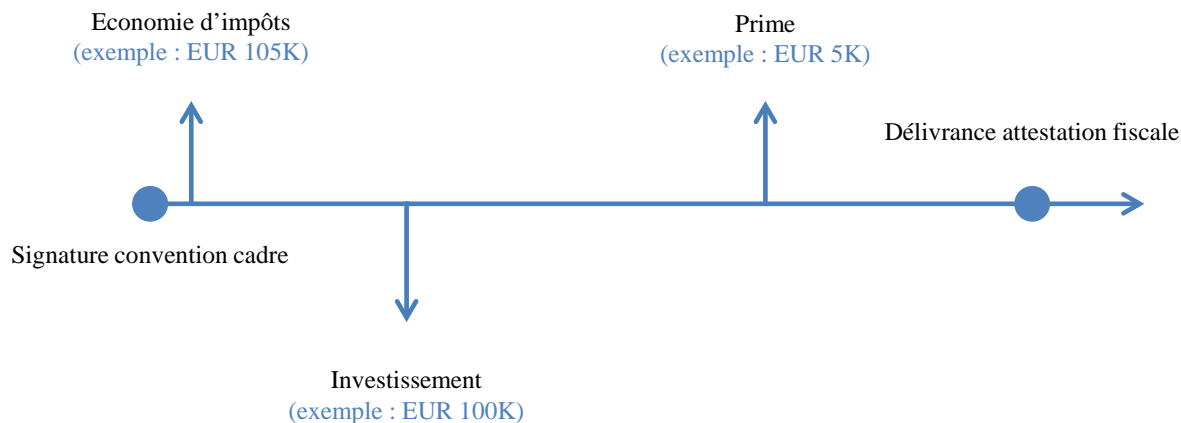 Economie d’impôts
(exemple : EUR 105K)
Prime
(exemple : EUR 5K)
Délivrance attestation fiscale
Signature convention cadre
Investissement
(exemple : EUR 100K)